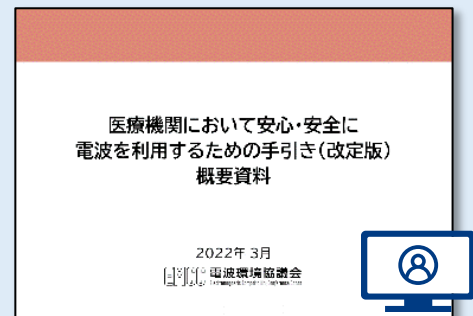 医療機関において安心・安全に
電波を利用するための手引き(改定版)
概要資料
2022年 3月
EMCC 電波環境協議会